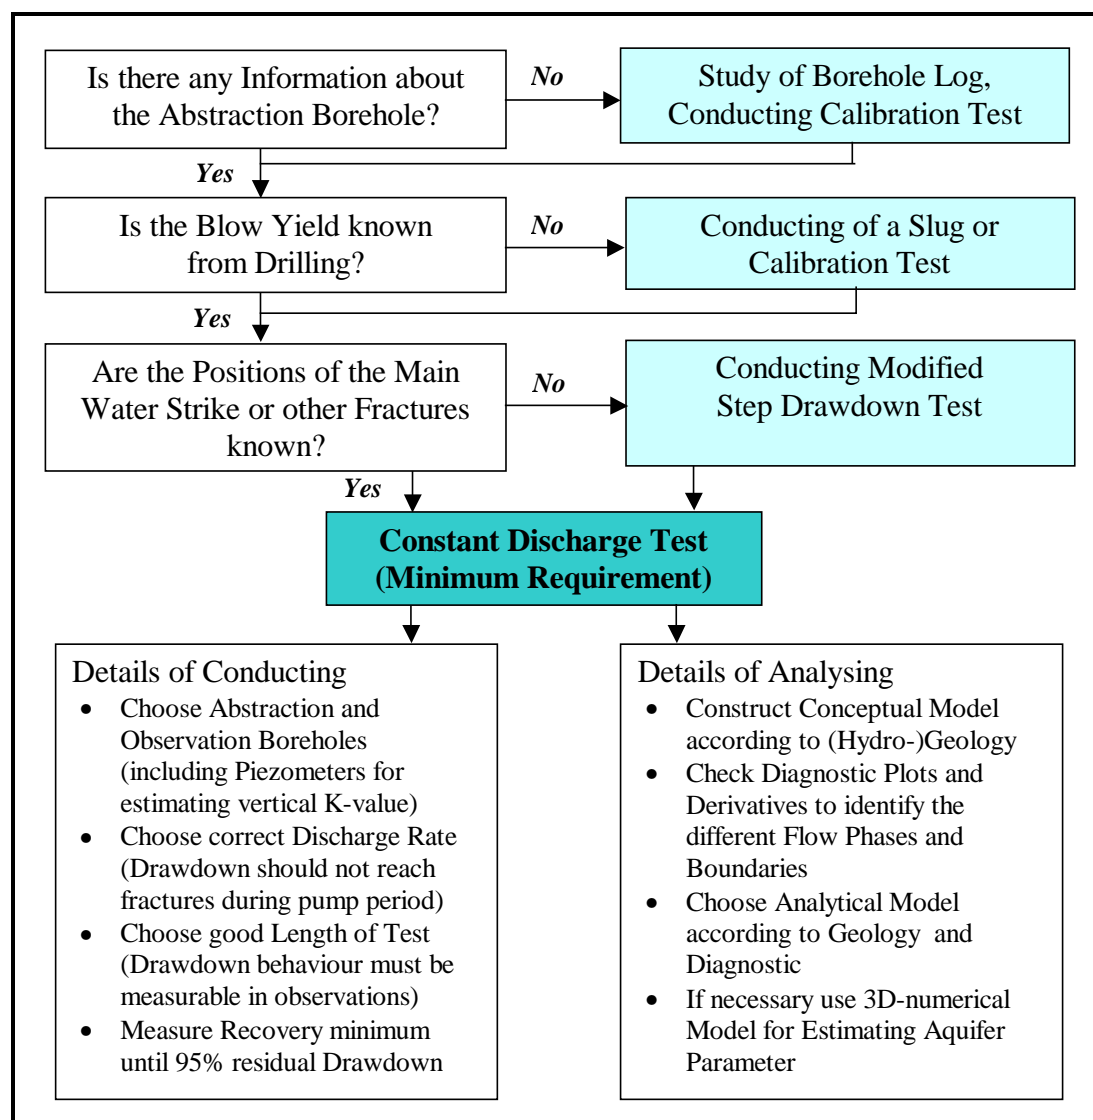 Is there any Information about
the Abstraction Borehole?
No
Study of Borehole Log,
Conducting Calibration Test
Yes
Is the Blow Yield known
from Drilling?
No
Conducting of a Slug or
Calibration Test
Yes
Are the Positions of the Main
Water Strike or other Fractures
known?
No
Conducting Modified
Step Drawdown Test
Yes
Constant Discharge Test
(Minimum Requirement)
Details of Conducting
• Choose Abstraction and
Observation Boreholes
(including Piezometers for
estimating vertical K-value)
• Choose correct Discharge Rate
(Drawdown should not reach
fractures during pump period)
• Choose good Length of Test
(Drawdown behaviour must be
measurable in observations)
• Measure Recovery minimum
until 95% residual Drawdown
Details of Analysing
• Construct Conceptual Model
according to (Hydro-)Geology
• Check Diagnostic Plots and
Derivatives to identify the
different Flow Phases and
Boundaries
• Choose Analytical Model
according to Geology and
Diagnostic
• If necessary use 3D-numerical
Model for Estimating Aquifer
Parameter